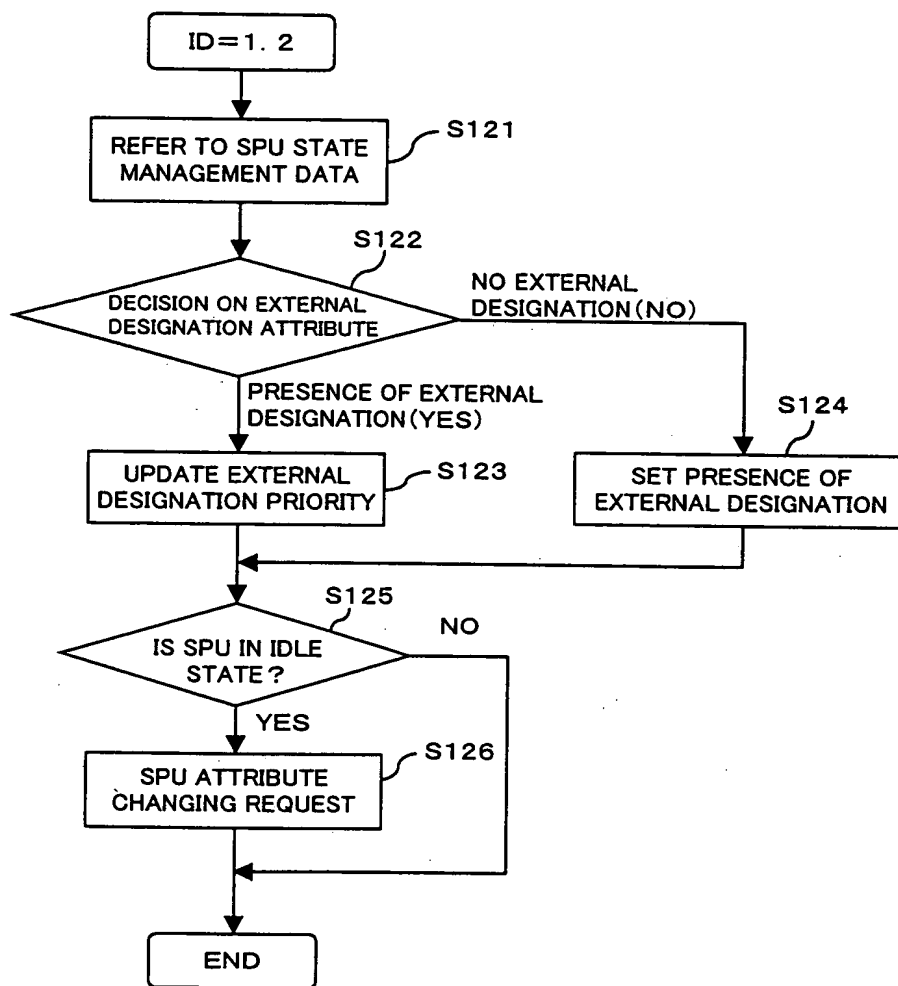 ID=1. 2
S121
REFER TO SPU STATE
MANAGEMENT DATA
S122
DECISION ON EXTERNAL
DESIGNATION ATTRIBUTE
NO EXTERNAL
DESIGNATION(NO)
PRESENCE OF EXTERNAL
DESIGNATION(YES)
S123
UPDATE EXTERNAL
DESIGNATION PRIORITY
S124
SET PRESENCE OF
EXTERNAL DESIGNATION
S125
IS SPU IN IDLE
STATE?
NO
YES
S126
SPU ATTRIBUTE
CHANGING REQUEST
END